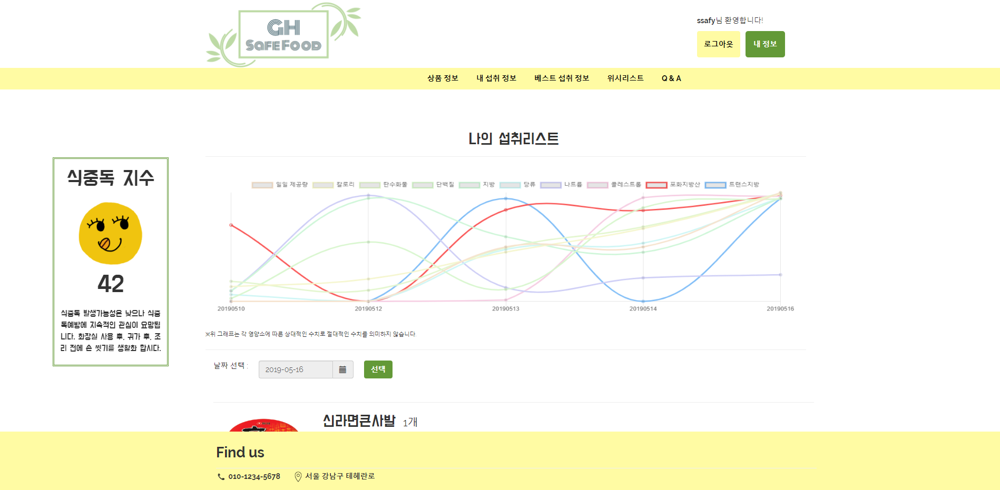 GH
SAFEFOOD
ssafy님 환영합니다!
로그아웃
내 정보
상품 정보
내 섭취 정보
베스트 섭취 정보
위시리스트
Q & A
나의 섭취리스트
식중독 지수
42
식중독 발생가능성은 낮으나 식중
독예방에 지속적인 관심이 요망됩
니다. 화장실 사용 후, 귀가 후, 조
리 전에 손 씻기를 생활화 합시다.
일일 제공량 칼로리 탄수화물 단백질 지방 당류 나트륨 콜레스트롤 포화지방산 트랜스지방
20190510 20190512 20190513 20190514 20190516
※위 그래프는 각 영양소에 따른 상대적인 수치로 절대적인 수치를 의미하지 않습니다.
날짜 선택 :
2019-05-16
선택
신라면큰사발 1개
Find us
010-1234-5678
서울 강남구 테헤란로